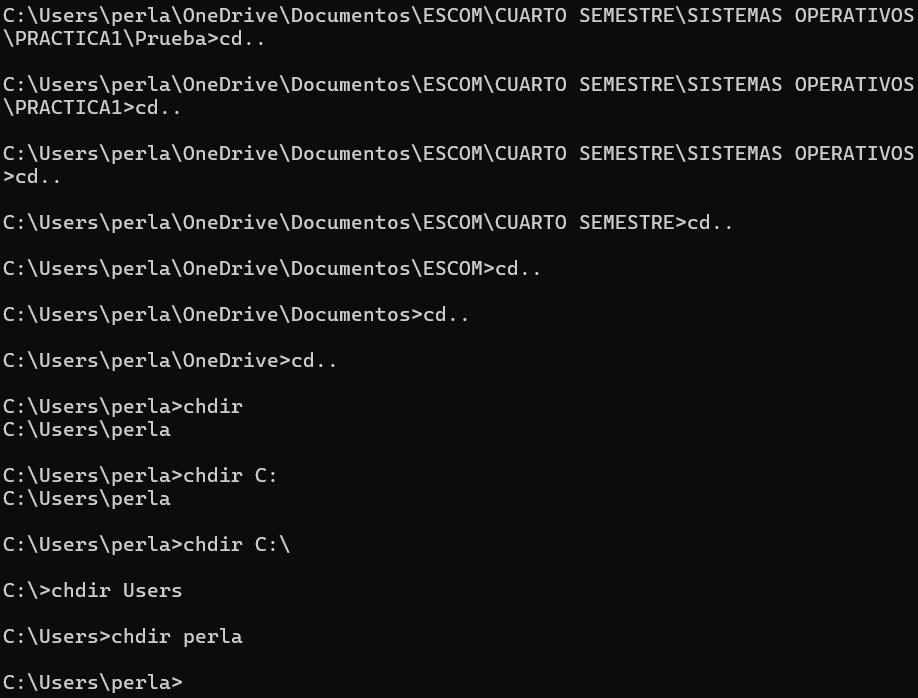 C:\Users\perla\OneDrive\Documentos\ESCOM\CUARTO SEMESTRE\SISTEMAS OPERATIVOS
\PRACTICA1\Prueba>cd..
C:\Users\perla\OneDrive\Documentos\ESCOM\CUARTO SEMESTRE\SISTEMAS OPERATIVOS
\PRACTICA1>cd..
C:\Users\perla\OneDrive\Documentos\ESCOM\CUARTO SEMESTRE\SISTEMAS OPERATIVOS
>cd..
C:\Users\perla\OneDrive\Documentos\ESCOM\CUARTO SEMESTRE>cd..
C:\Users\perla\OneDrive\Documentos\ESCOM>cd..
C:\Users\perla\OneDrive\Documentos>cd..
C:\Users\perla\OneDrive>cd..
C:\Users\perla>chdir
C:\Users\perla
C:\Users\perla>chdir C:
C:\Users\perla
C:\Users\perla>chdir C:\
C:\>chdir Users
C:\Users>chdir perla
C:\Users\perla>